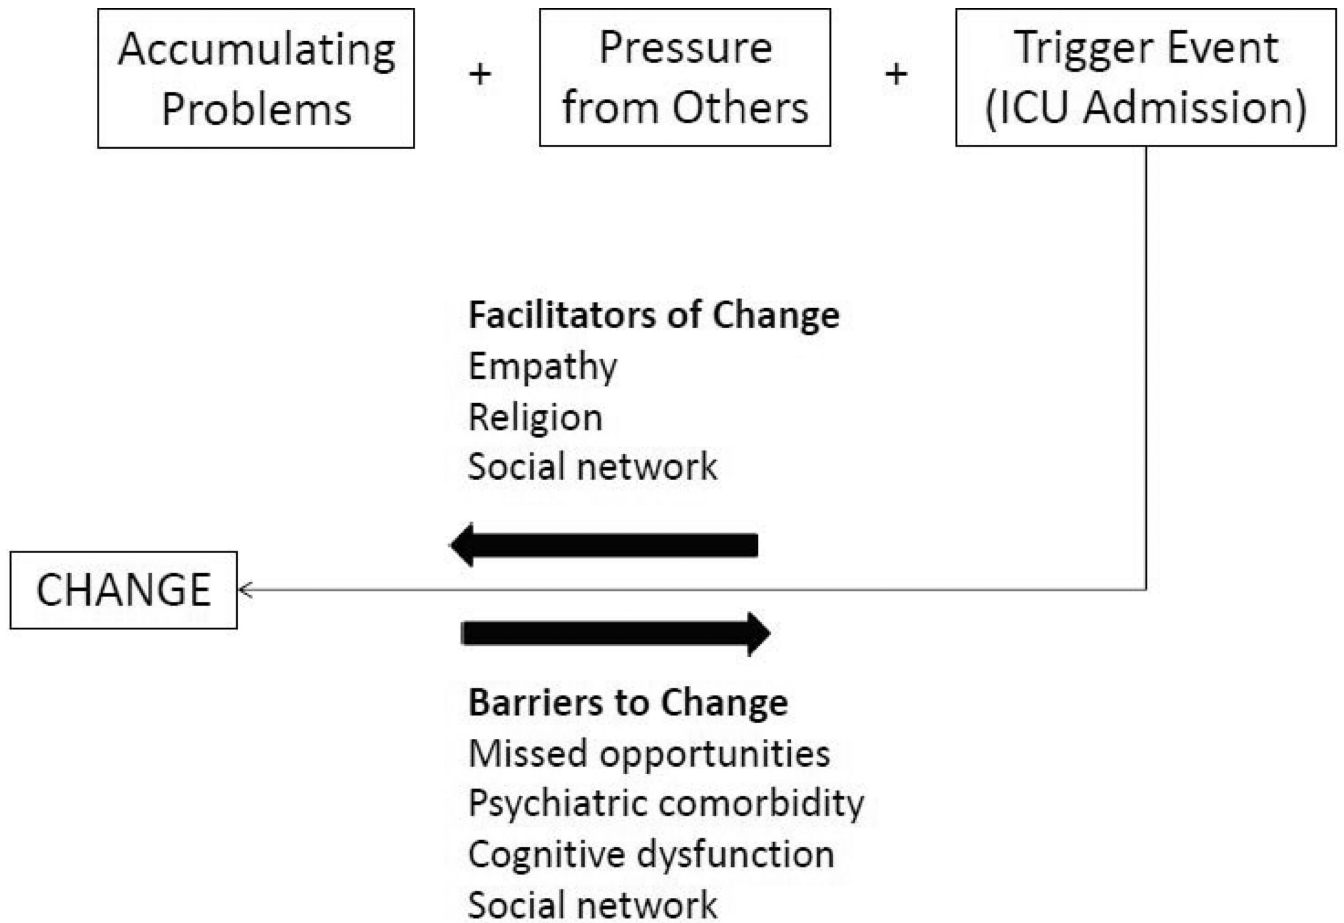 Accumulating
Problems
+
Pressure
from Others
+
Trigger Event
(ICU Admission)
Facilitators of Change
Empathy
Religion
Social network
CHANGE
Barriers to Change
Missed opportunities
Psychiatric comorbidity
Cognitive dysfunction
Social network